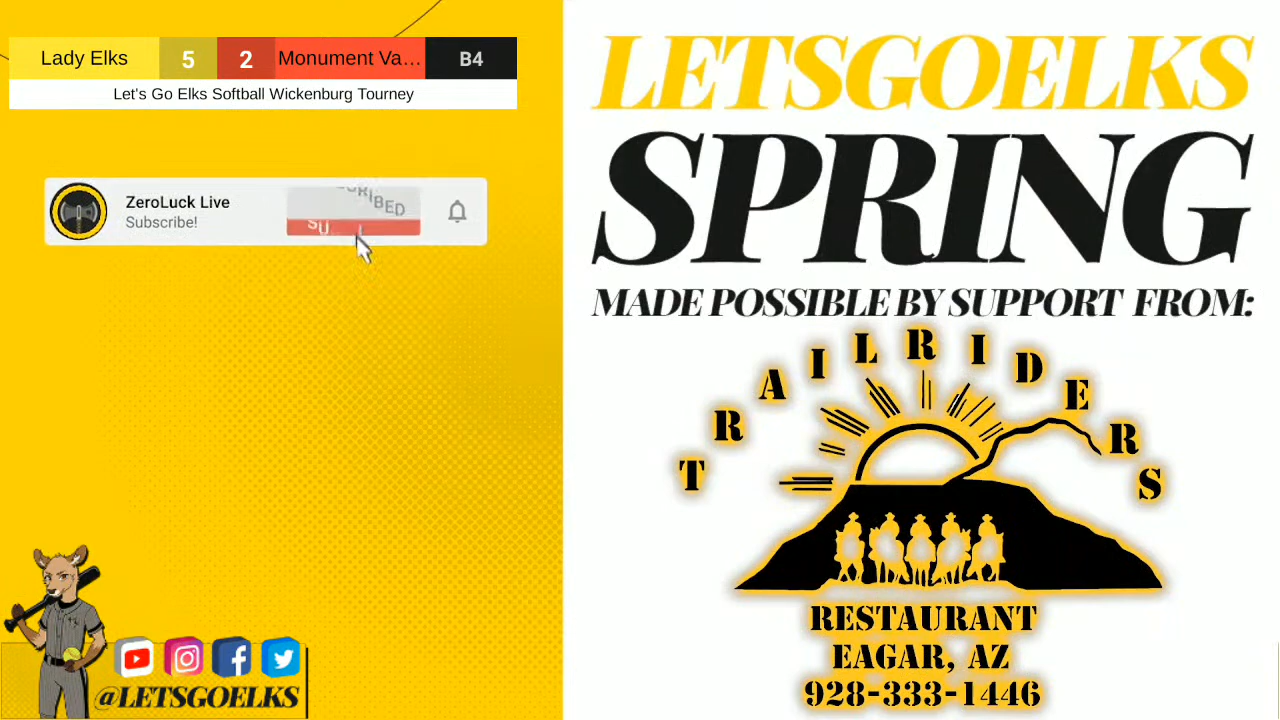 Lady Elks 5 2 Monument Va… B4
Let's Go Elks Softball Wickenburg Tourney
ZeroLuck Live
Subscribe!
@LETSGOELKS
LETSGOELKS
SPRING
MADE POSSIBLE BY SUPPORT FROM:
TRAILRIDERS
RESTAURANT
EAGAR, AZ
928-333-1446